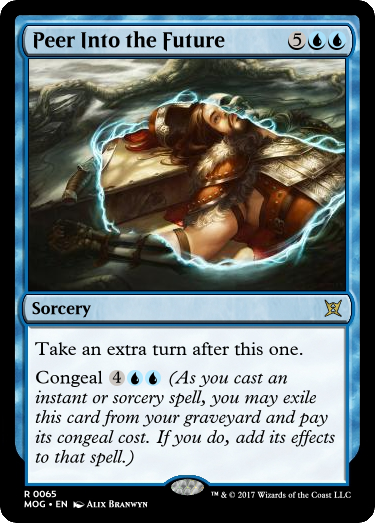 Peer Into the Future 5
Sorcery
Take an extra turn after this one.
Congeal 4 (As you cast an
instant or sorcery spell, you may exile
this card from your graveyard and pay
its congeal cost. If you do, add its effects
to that spell.)
R 0065
MOG • EN Alix Branwyn ™ & © 2017 Wizards of the Coast LLC